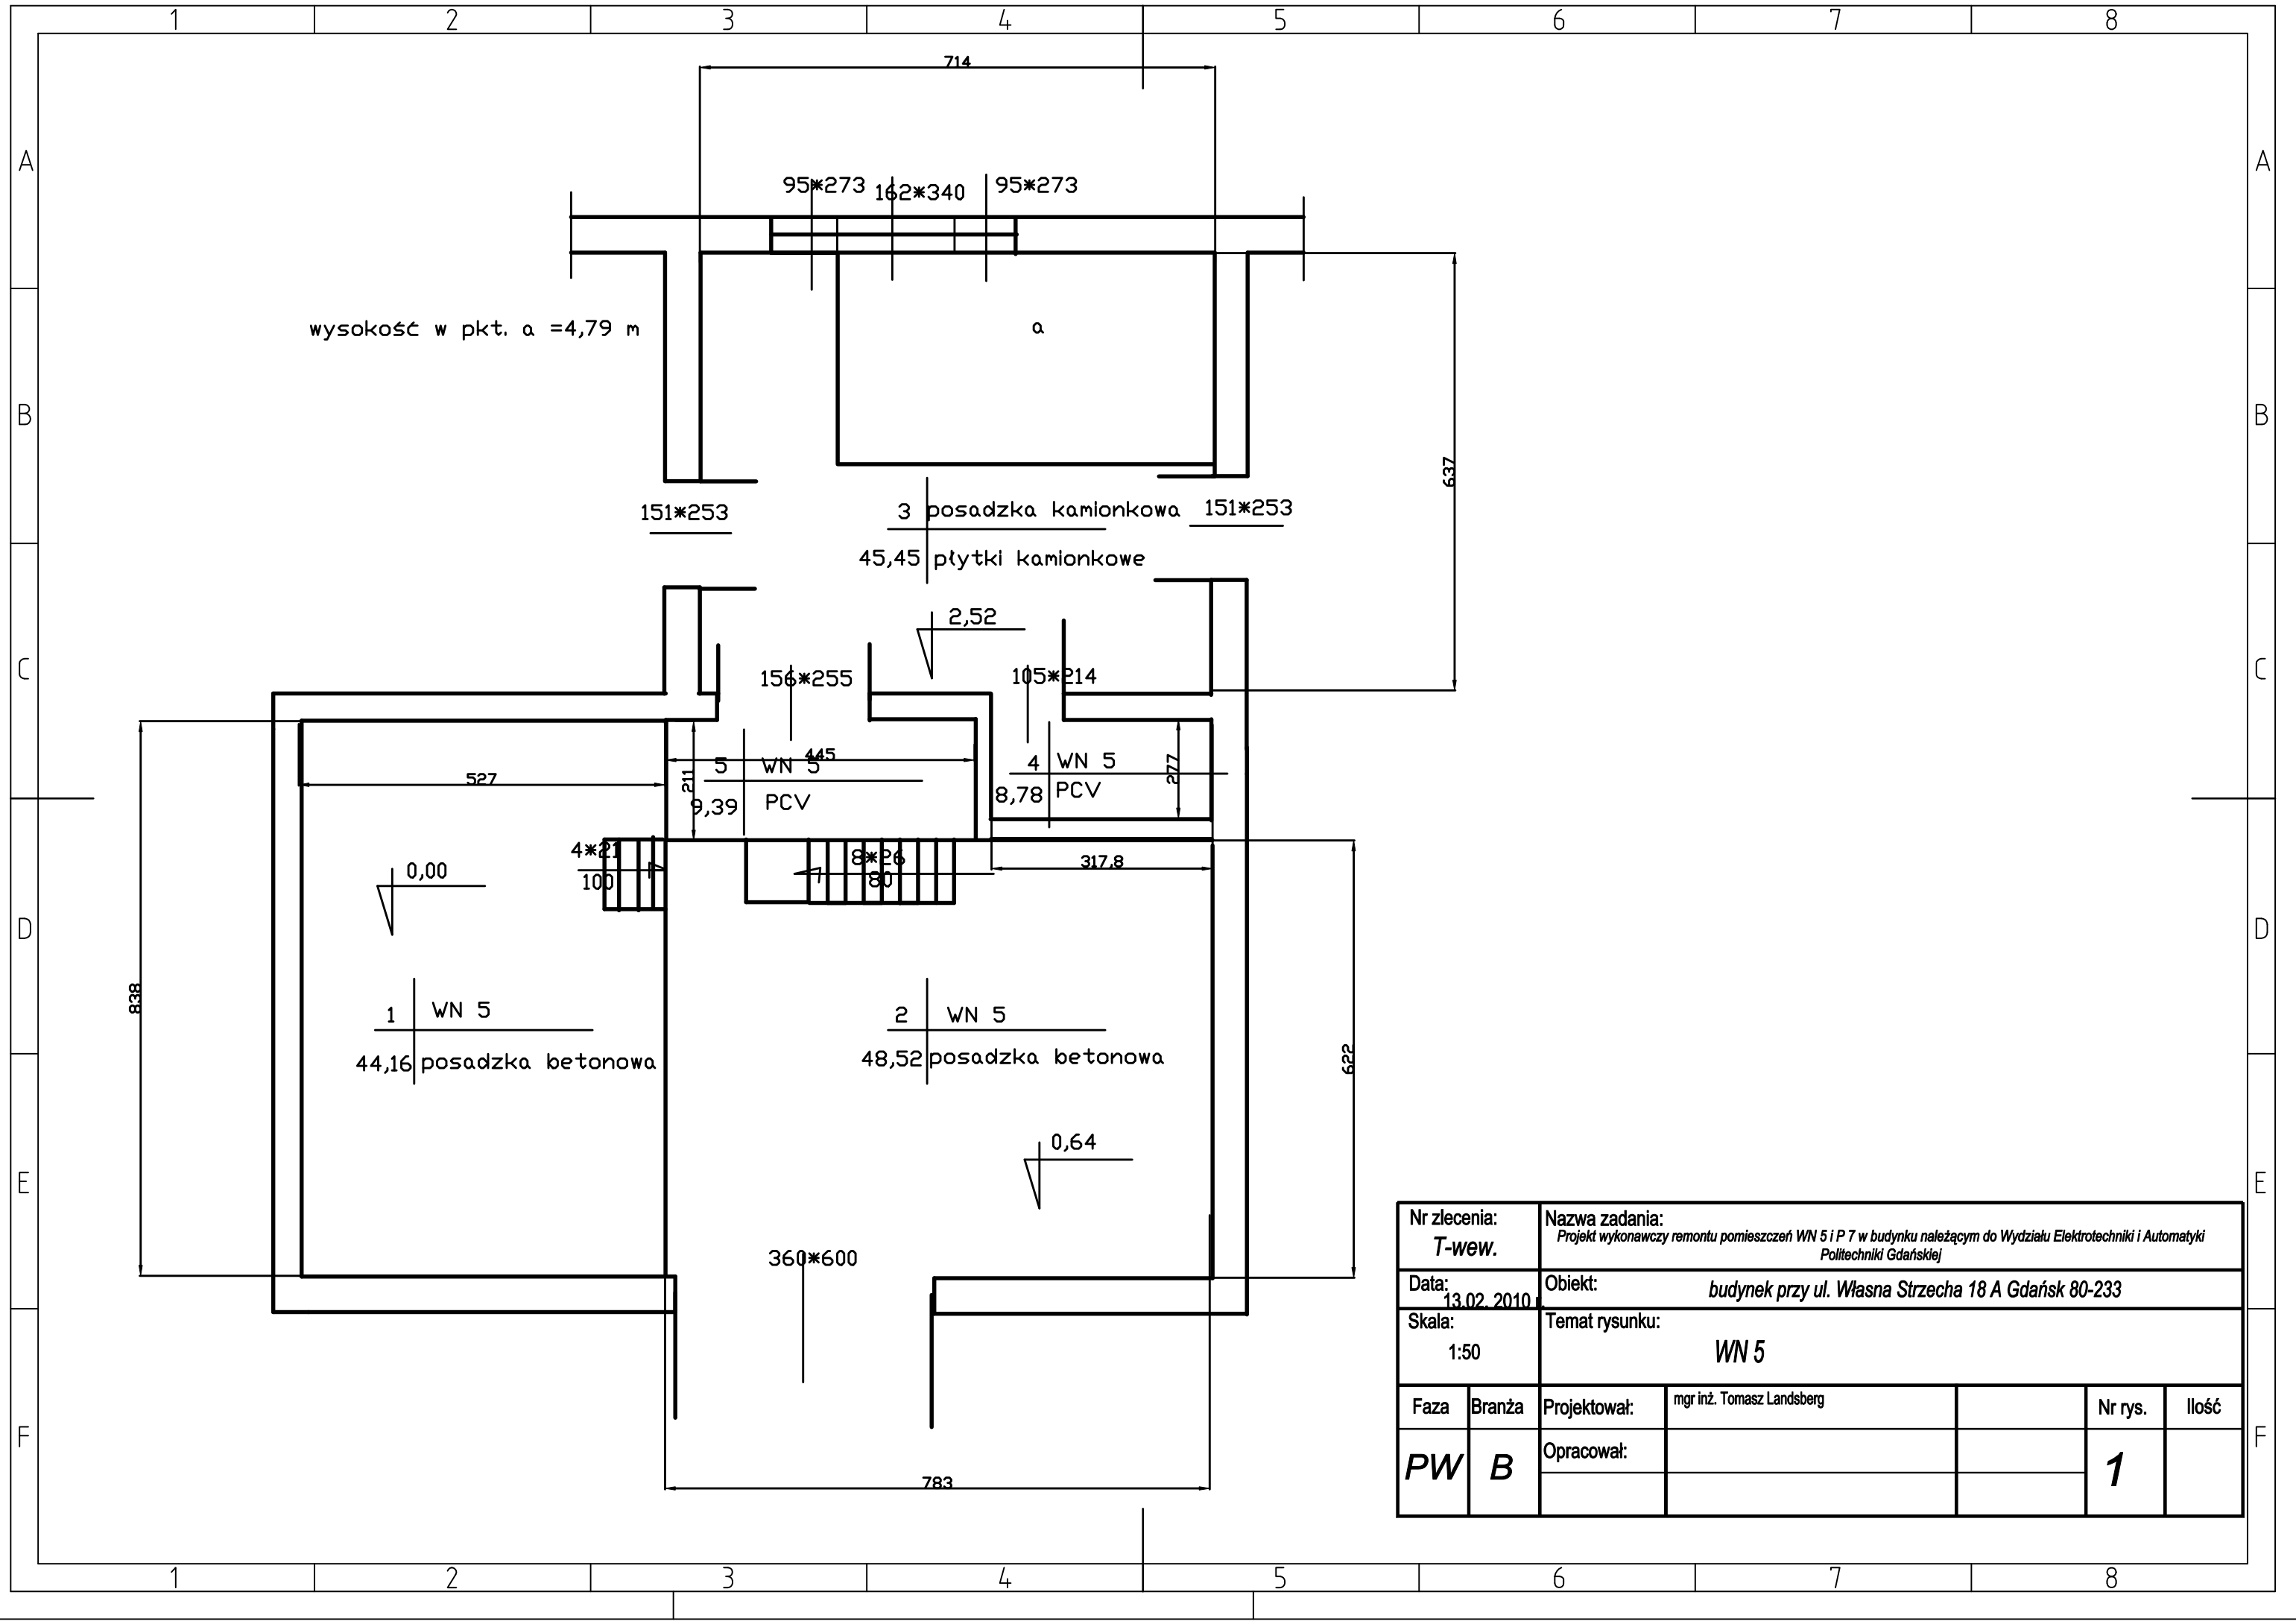 1 2 3 4 5 6 7 8
714
A A
95*273 162*340 95*273
wysokość w pkt. a =4,79 m
a
B B
637
151*253
3 posadzka kamionkowa
151*253
45,45 płytki kamionkowe
2,52
C C
156*255
105*214
445
5 WN 5
4 WN 5
527
211
277
9,39 PCV
8,78 PCV
4*21
100
8*26
80
317,8
0,00
D D
838
1 WN 5
2 WN 5
44,16 posadzka betonowa
48,52 posadzka betonowa
622
0,64
E E
360*600
F F
783
Nr zlecenia:
T-wew.
Nazwa zadania:
Projekt wykonawczy remontu pomieszczeń WN 5 i P 7 w budynku należącym do Wydziału Elektrotechniki i Automatyki
Politechniki Gdańskiej
Data:
13.02. 2010 r.
Obiekt:
budynek przy ul. Własna Strzecha 18 A Gdańsk 80-233
Skala:
1:50
Temat rysunku:
WN 5
Faza Branża Projektował: mgr inż. Tomasz Landsberg Nr rys. Ilość
PW B Opracował: 1
1 2 3 4 5 6 7 8